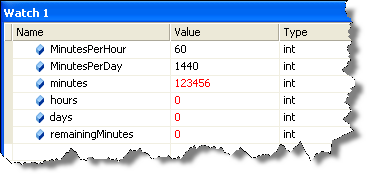 Watch 1
Name Value Type
MinutesPerHour 60 int
MinutesPerDay 1440 int
minutes 123456 int
hours 0 int
days 0 int
remainingMinutes 0 int